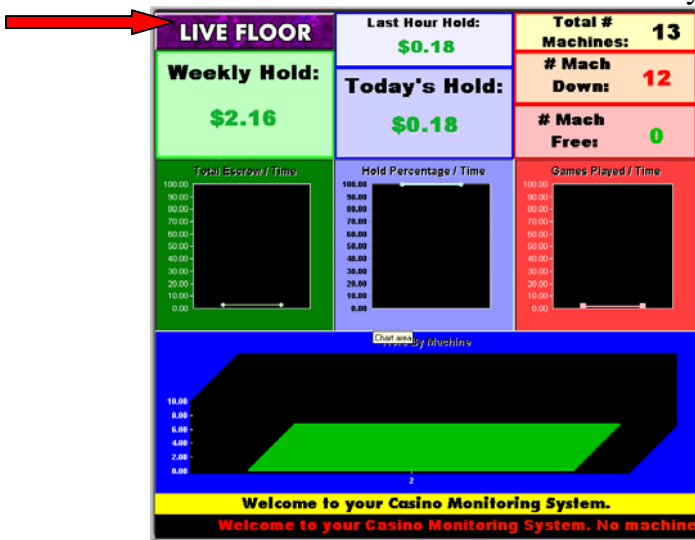 LIVE FLOOR
Last Hour Hold:
$0.18
Total #
Machines:
13
Weekly Hold:
$2.16
Today's Hold:
$0.18
# Mach
Down:
12
# Mach
Free:
0
Total Escrow / Time
100.00
90.00
80.00
70.00
60.00
50.00
40.00
30.00
20.00
10.00
0.00
Hold Percentage / Time
100.00
90.00
80.00
70.00
60.00
50.00
40.00
30.00
20.00
10.00
0.00
Games Played / Time
100.00
90.00
80.00
70.00
60.00
50.00
40.00
30.00
20.00
10.00
0.00
Chart area
By Machine
10.00
8.00
6.00
4.00
2.00
0.00
2
Welcome to your Casino Monitoring System.
Welcome to your Casino Monitoring System. No machine